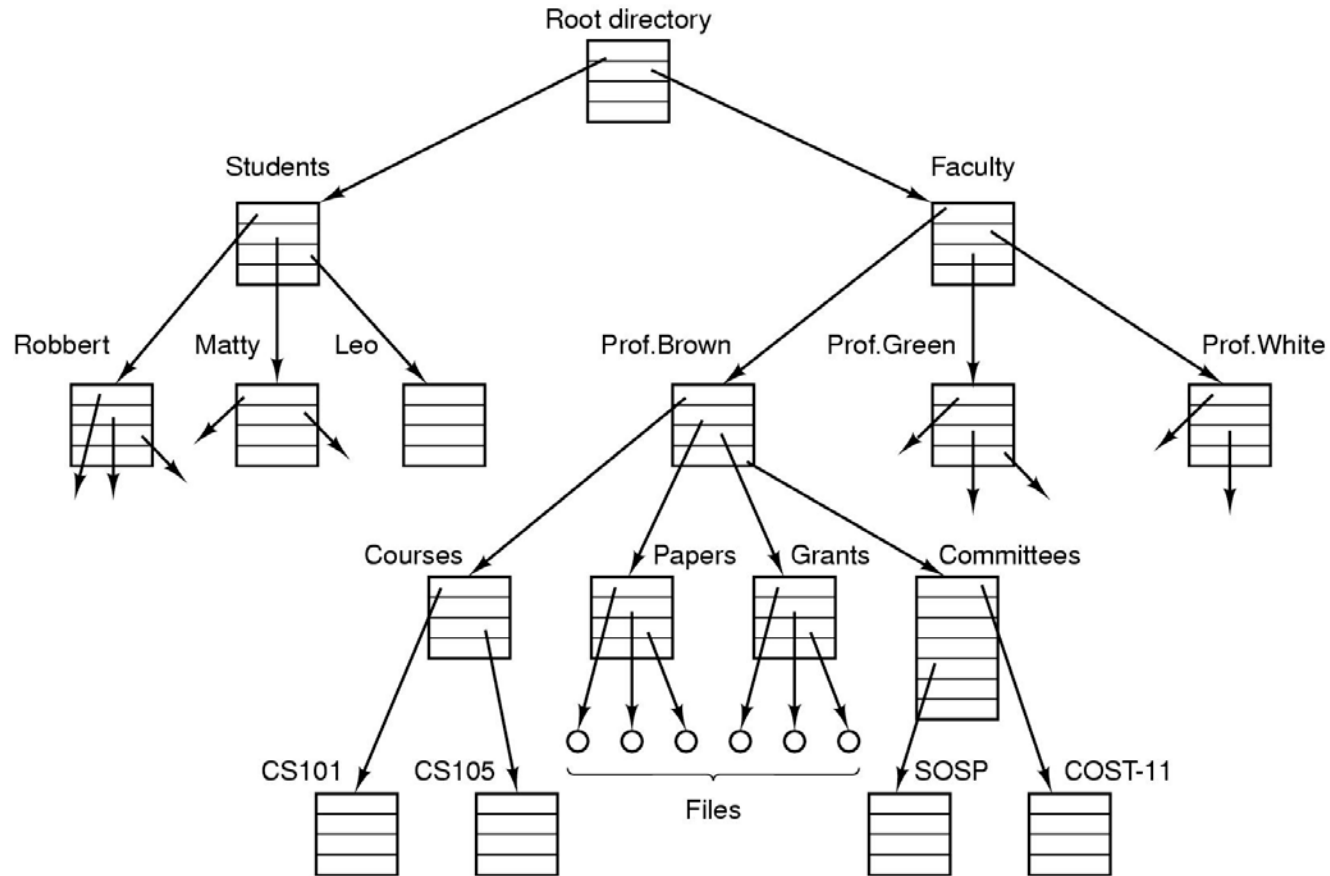 Root directory
Students
Faculty
Robbert
Matty
Leo
Prof.Brown
Prof.Green
Prof.White
Courses
Papers
Grants
Committees
CS101
CS105
Files
SOSP
COST-11